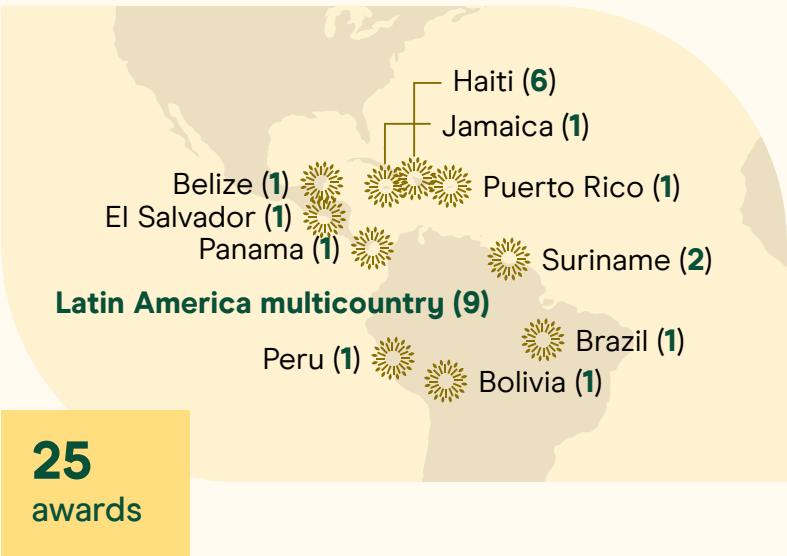 Haiti (6)
Jamaica (1)
Belize (1)
Puerto Rico (1)
El Salvador (1)
Panama (1)
Suriname (2)
Latin America multicountry (9)
Brazil (1)
Peru (1)
Bolivia (1)
25
awards